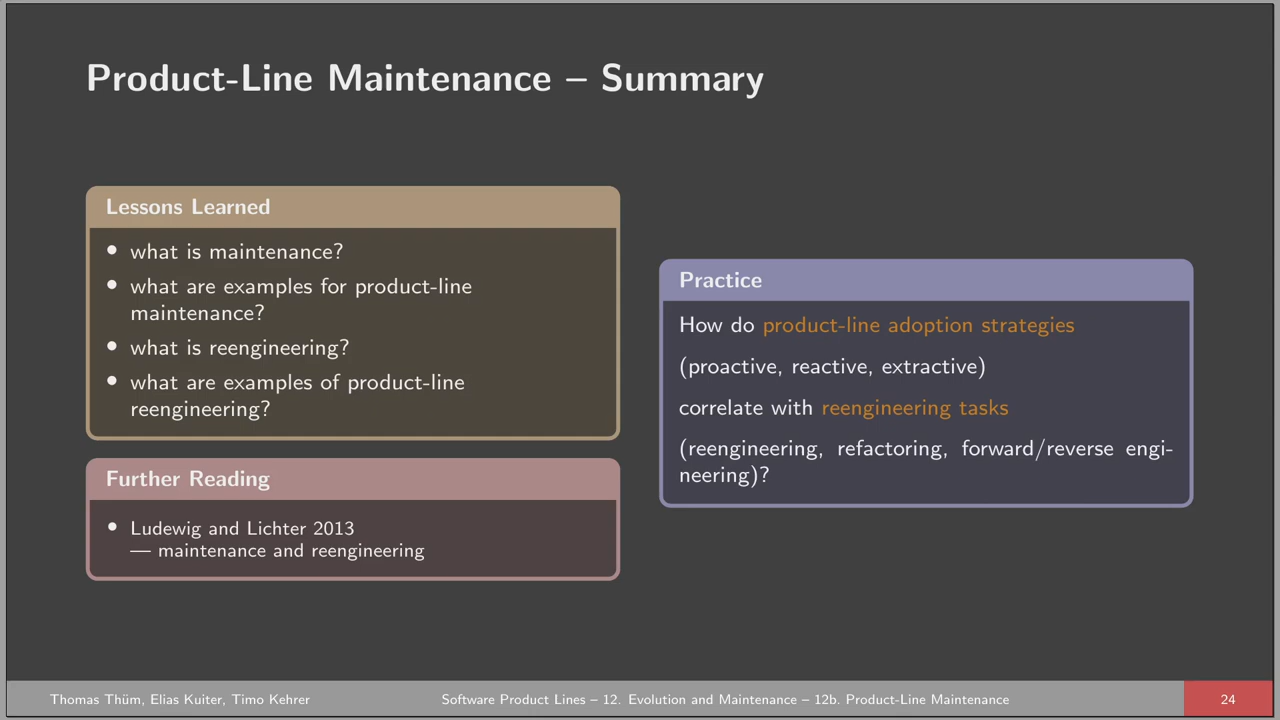 Product-Line Maintenance – Summary
Lessons Learned
• what is maintenance?
• what are examples for product-line
maintenance?
• what is reengineering?
• what are examples of product-line
reengineering?
Further Reading
• Ludewig and Lichter 2013
— maintenance and reengineering
Practice
How do product-line adoption strategies
(proactive, reactive, extractive)
correlate with reengineering tasks
(reengineering, refactoring, forward/reverse engi-
neering)?
Thomas Thüm, Elias Kuiter, Timo Kehrer
Software Product Lines – 12. Evolution and Maintenance – 12b. Product-Line Maintenance
24